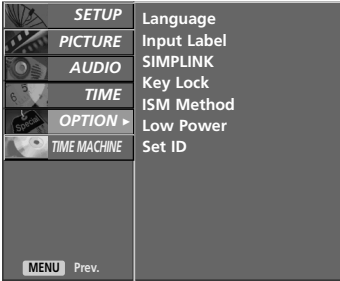 SETUP
PICTURE
AUDIO
TIME
OPTION ▸
TIME MACHINE
Language
Input Label
SIMPLINK
Key Lock
ISM Method
Low Power
Set ID
Special
MENU Prev.